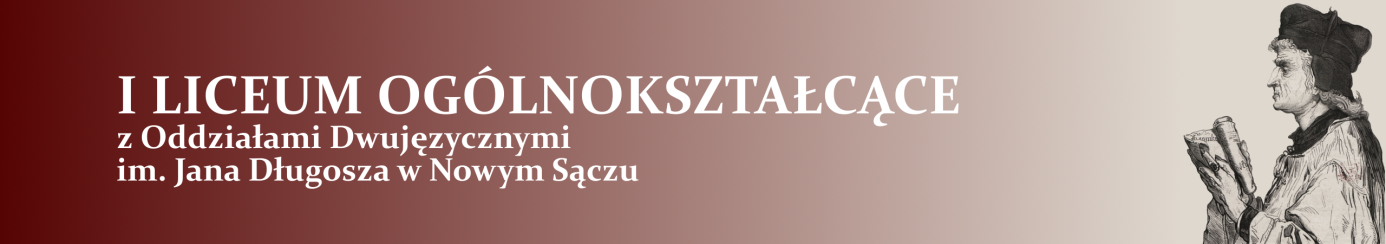 I LICEUM OGÓLNOKSZTAŁCĄCE
z Oddziałami Dwujęzycznymi
im. Jana Długosza w Nowym Sączu